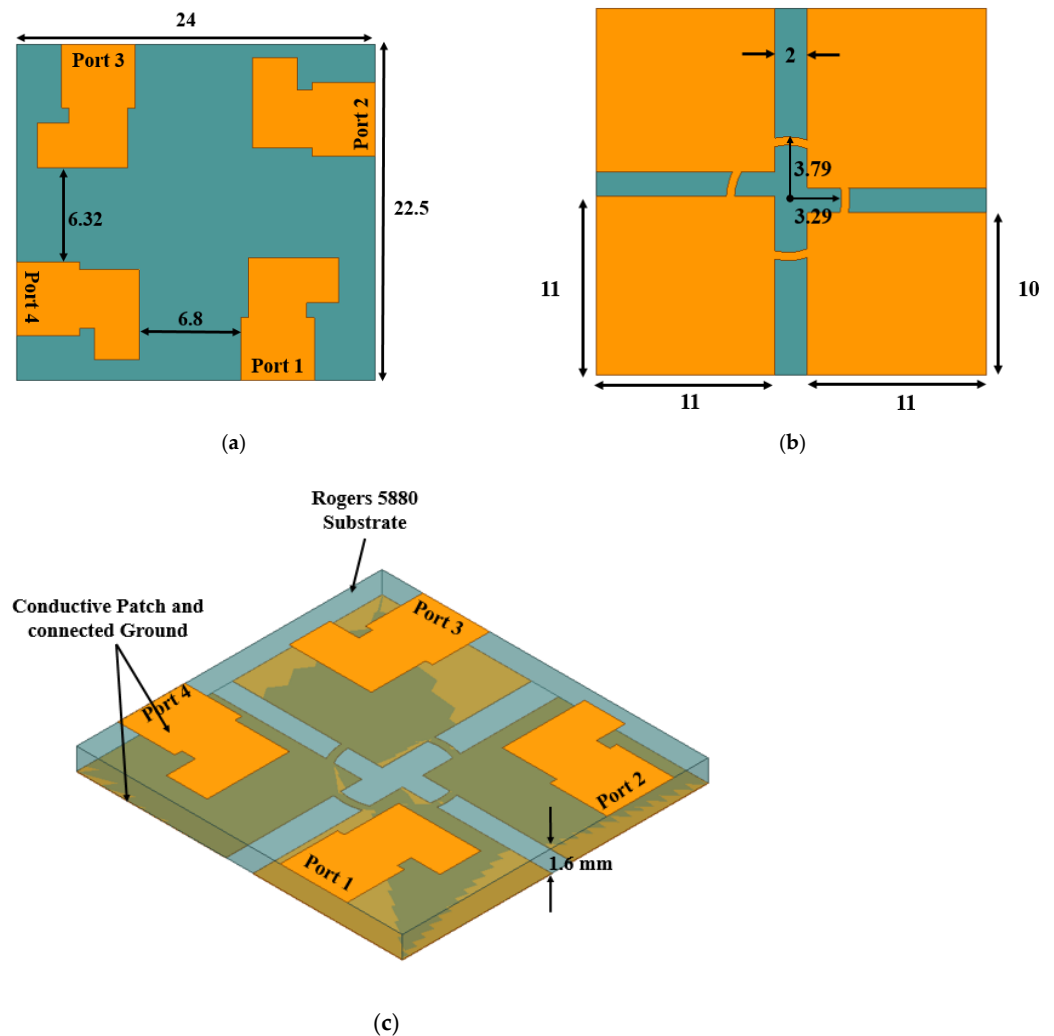 24
Port 3
Port 2
6.32
22.5
Port 4
6.8
Port 1
(a)
2
3.79
3.29
11
10
11
11
(b)
Rogers 5880
Substrate
Conductive Patch and
connected Ground
Port 3
Port 4
Port 2
Port 1
1.6 mm
(c)